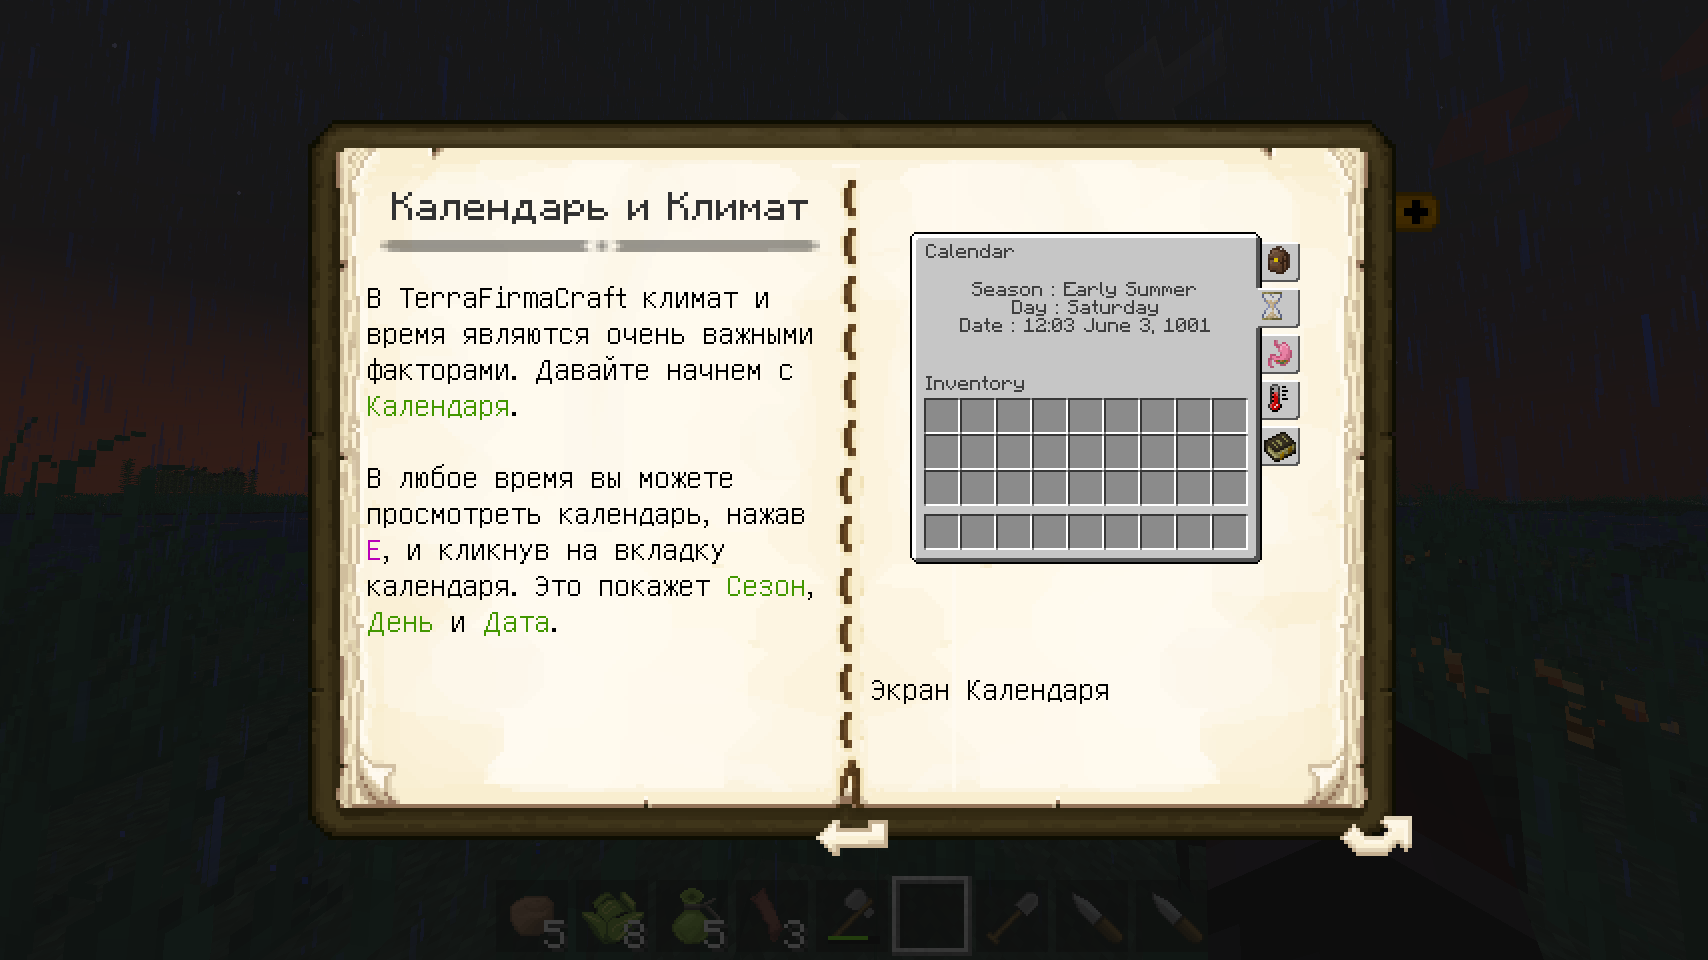 Календарь и Климат
В TerraFirmaCraft климат и
время являются очень важными
факторами. Давайте начнем с
Календаря.
В любое время вы можете
просмотреть календарь, нажав
E, и кликнув на вкладку
календаря. Это покажет Сезон,
День и Дата.
Calendar
Season : Early Summer
Day : Saturday
Date : 12:03 June 3, 1001
Inventory
Экран Календаря
5
8
5
3